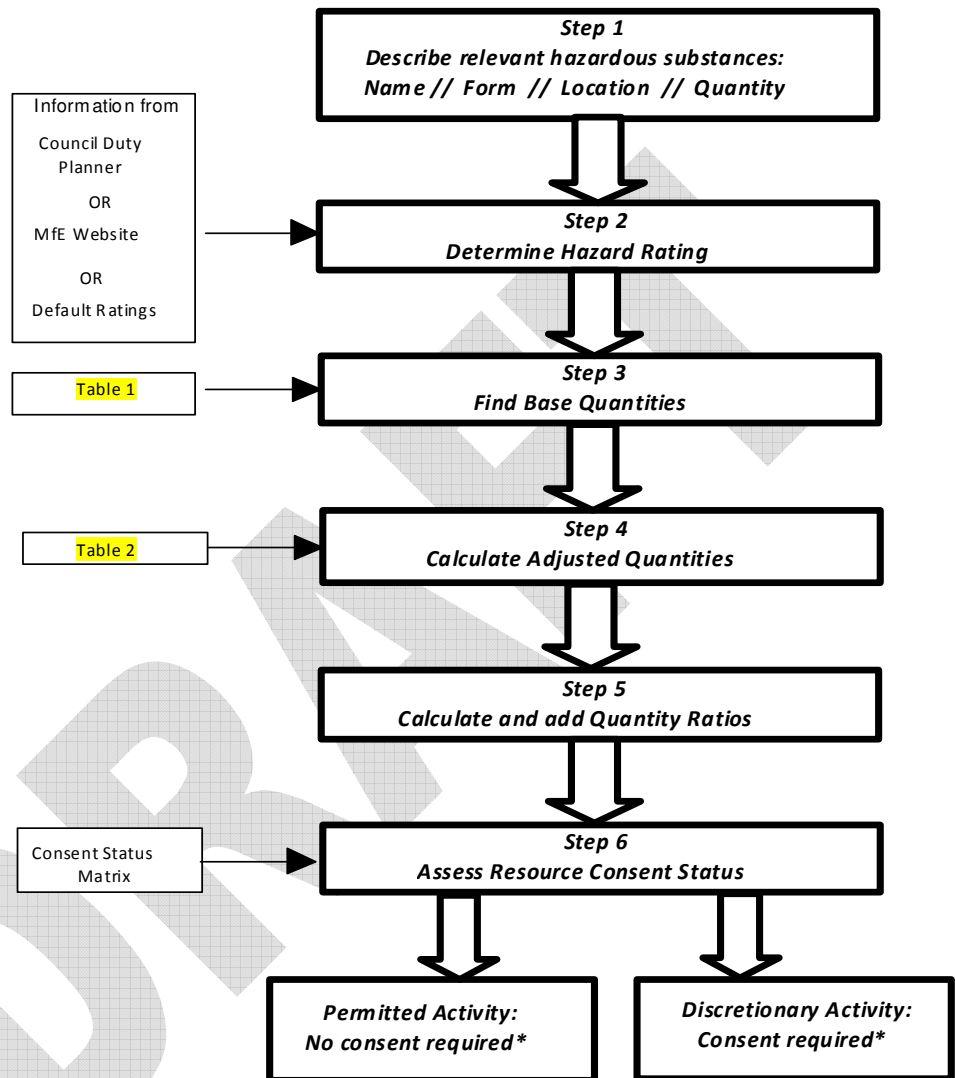 Step 1
Describe relevant hazardous substances:
Name // Form // Location // Quantity
Information from
Council Duty
Planner
OR
MfE Website
OR
Default Ratings
Step 2
Determine Hazard Rating
Table 1
Step 3
Find Base Quantities
Table 2
Step 4
Calculate Adjusted Quantities
Step 5
Calculate and add Quantity Ratios
Consent Status
Matrix
Step 6
Assess Resource Consent Status
Permitted Activity:
No consent required*
Discretionary Activity:
Consent required*
DRAFT